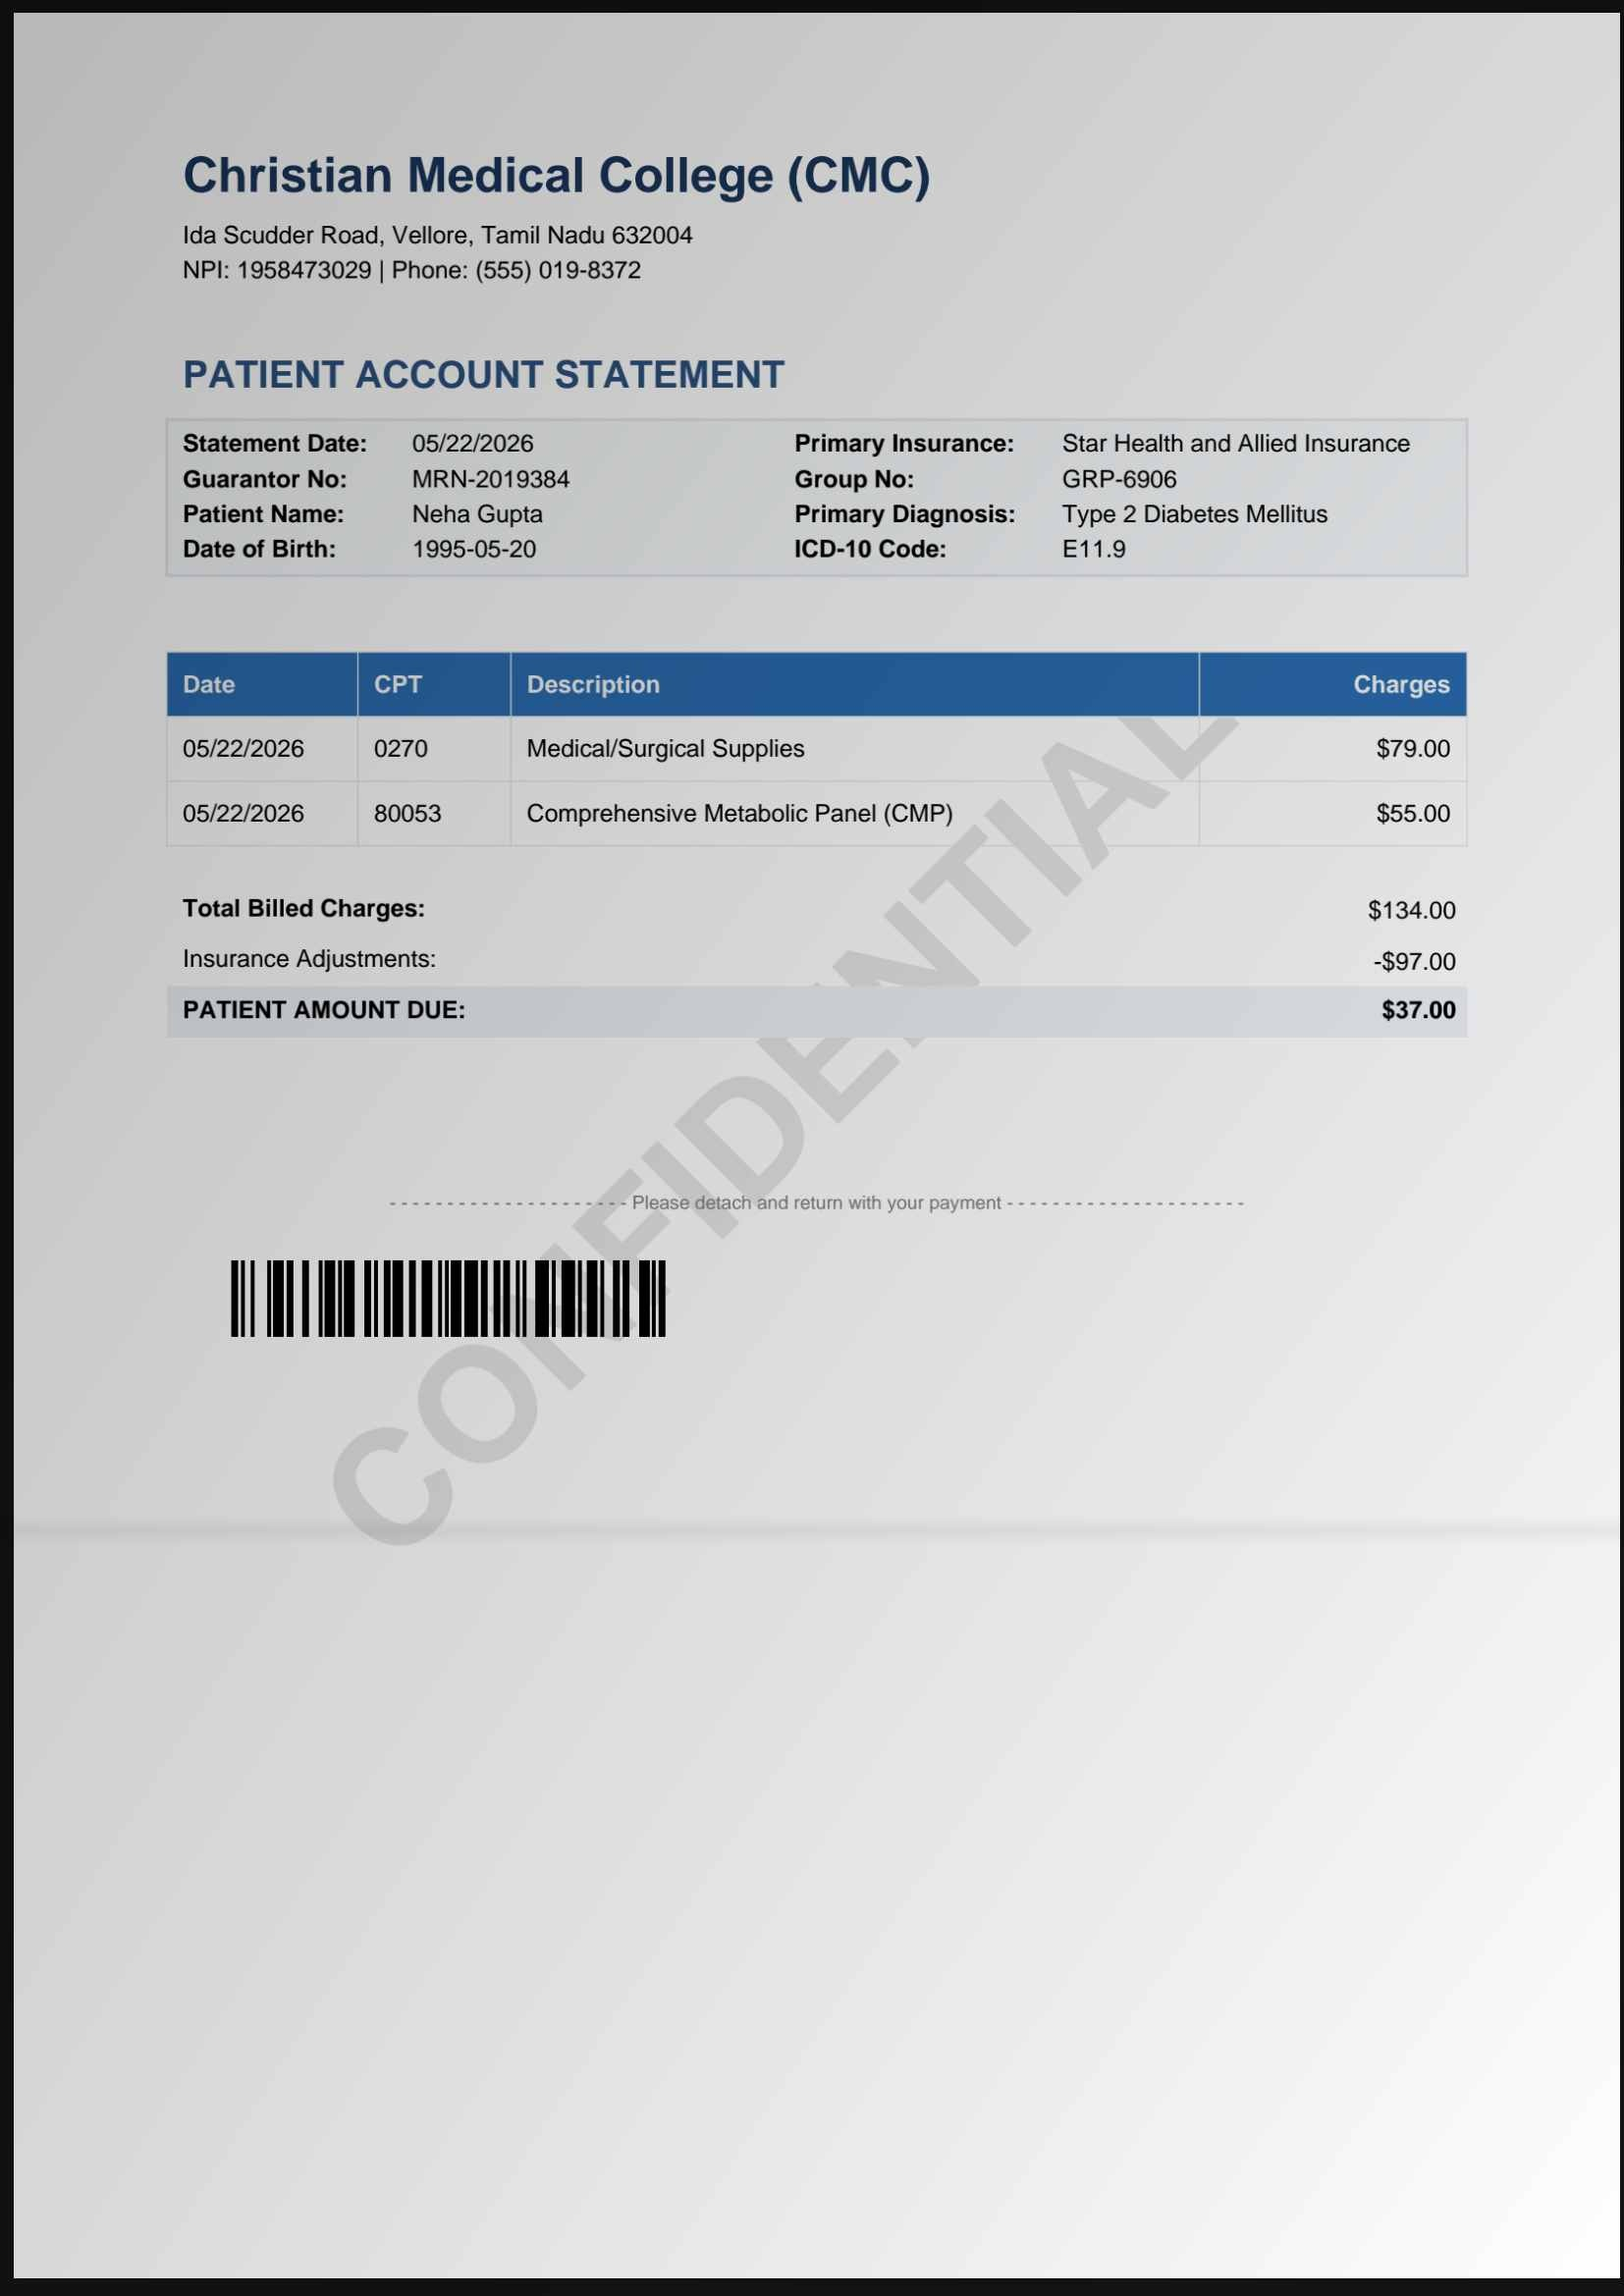 Christian Medical College (CMC)
Ida Scudder Road, Vellore, Tamil Nadu 632004
NPI: 1958473029 | Phone: (555) 019-8372
PATIENT ACCOUNT STATEMENT
Statement Date: 05/22/2026 Primary Insurance: Star Health and Allied Insurance
Guarantor No: MRN-2019384 Group No: GRP-6906
Patient Name: Neha Gupta Primary Diagnosis: Type 2 Diabetes Mellitus
Date of Birth: 1995-05-20 ICD-10 Code: E11.9
Date CPT Description Charges
05/22/2026 0270 Medical/Surgical Supplies $79.00
05/22/2026 80053 Comprehensive Metabolic Panel (CMP) $55.00
Total Billed Charges: $134.00
Insurance Adjustments: -$97.00
PATIENT AMOUNT DUE: $37.00
- - - - - - - - - - - - - - - - - - - - - Please detach and return with your payment - - - - - - - - - - - - - - - - - - - - -
CONFIDENTIAL